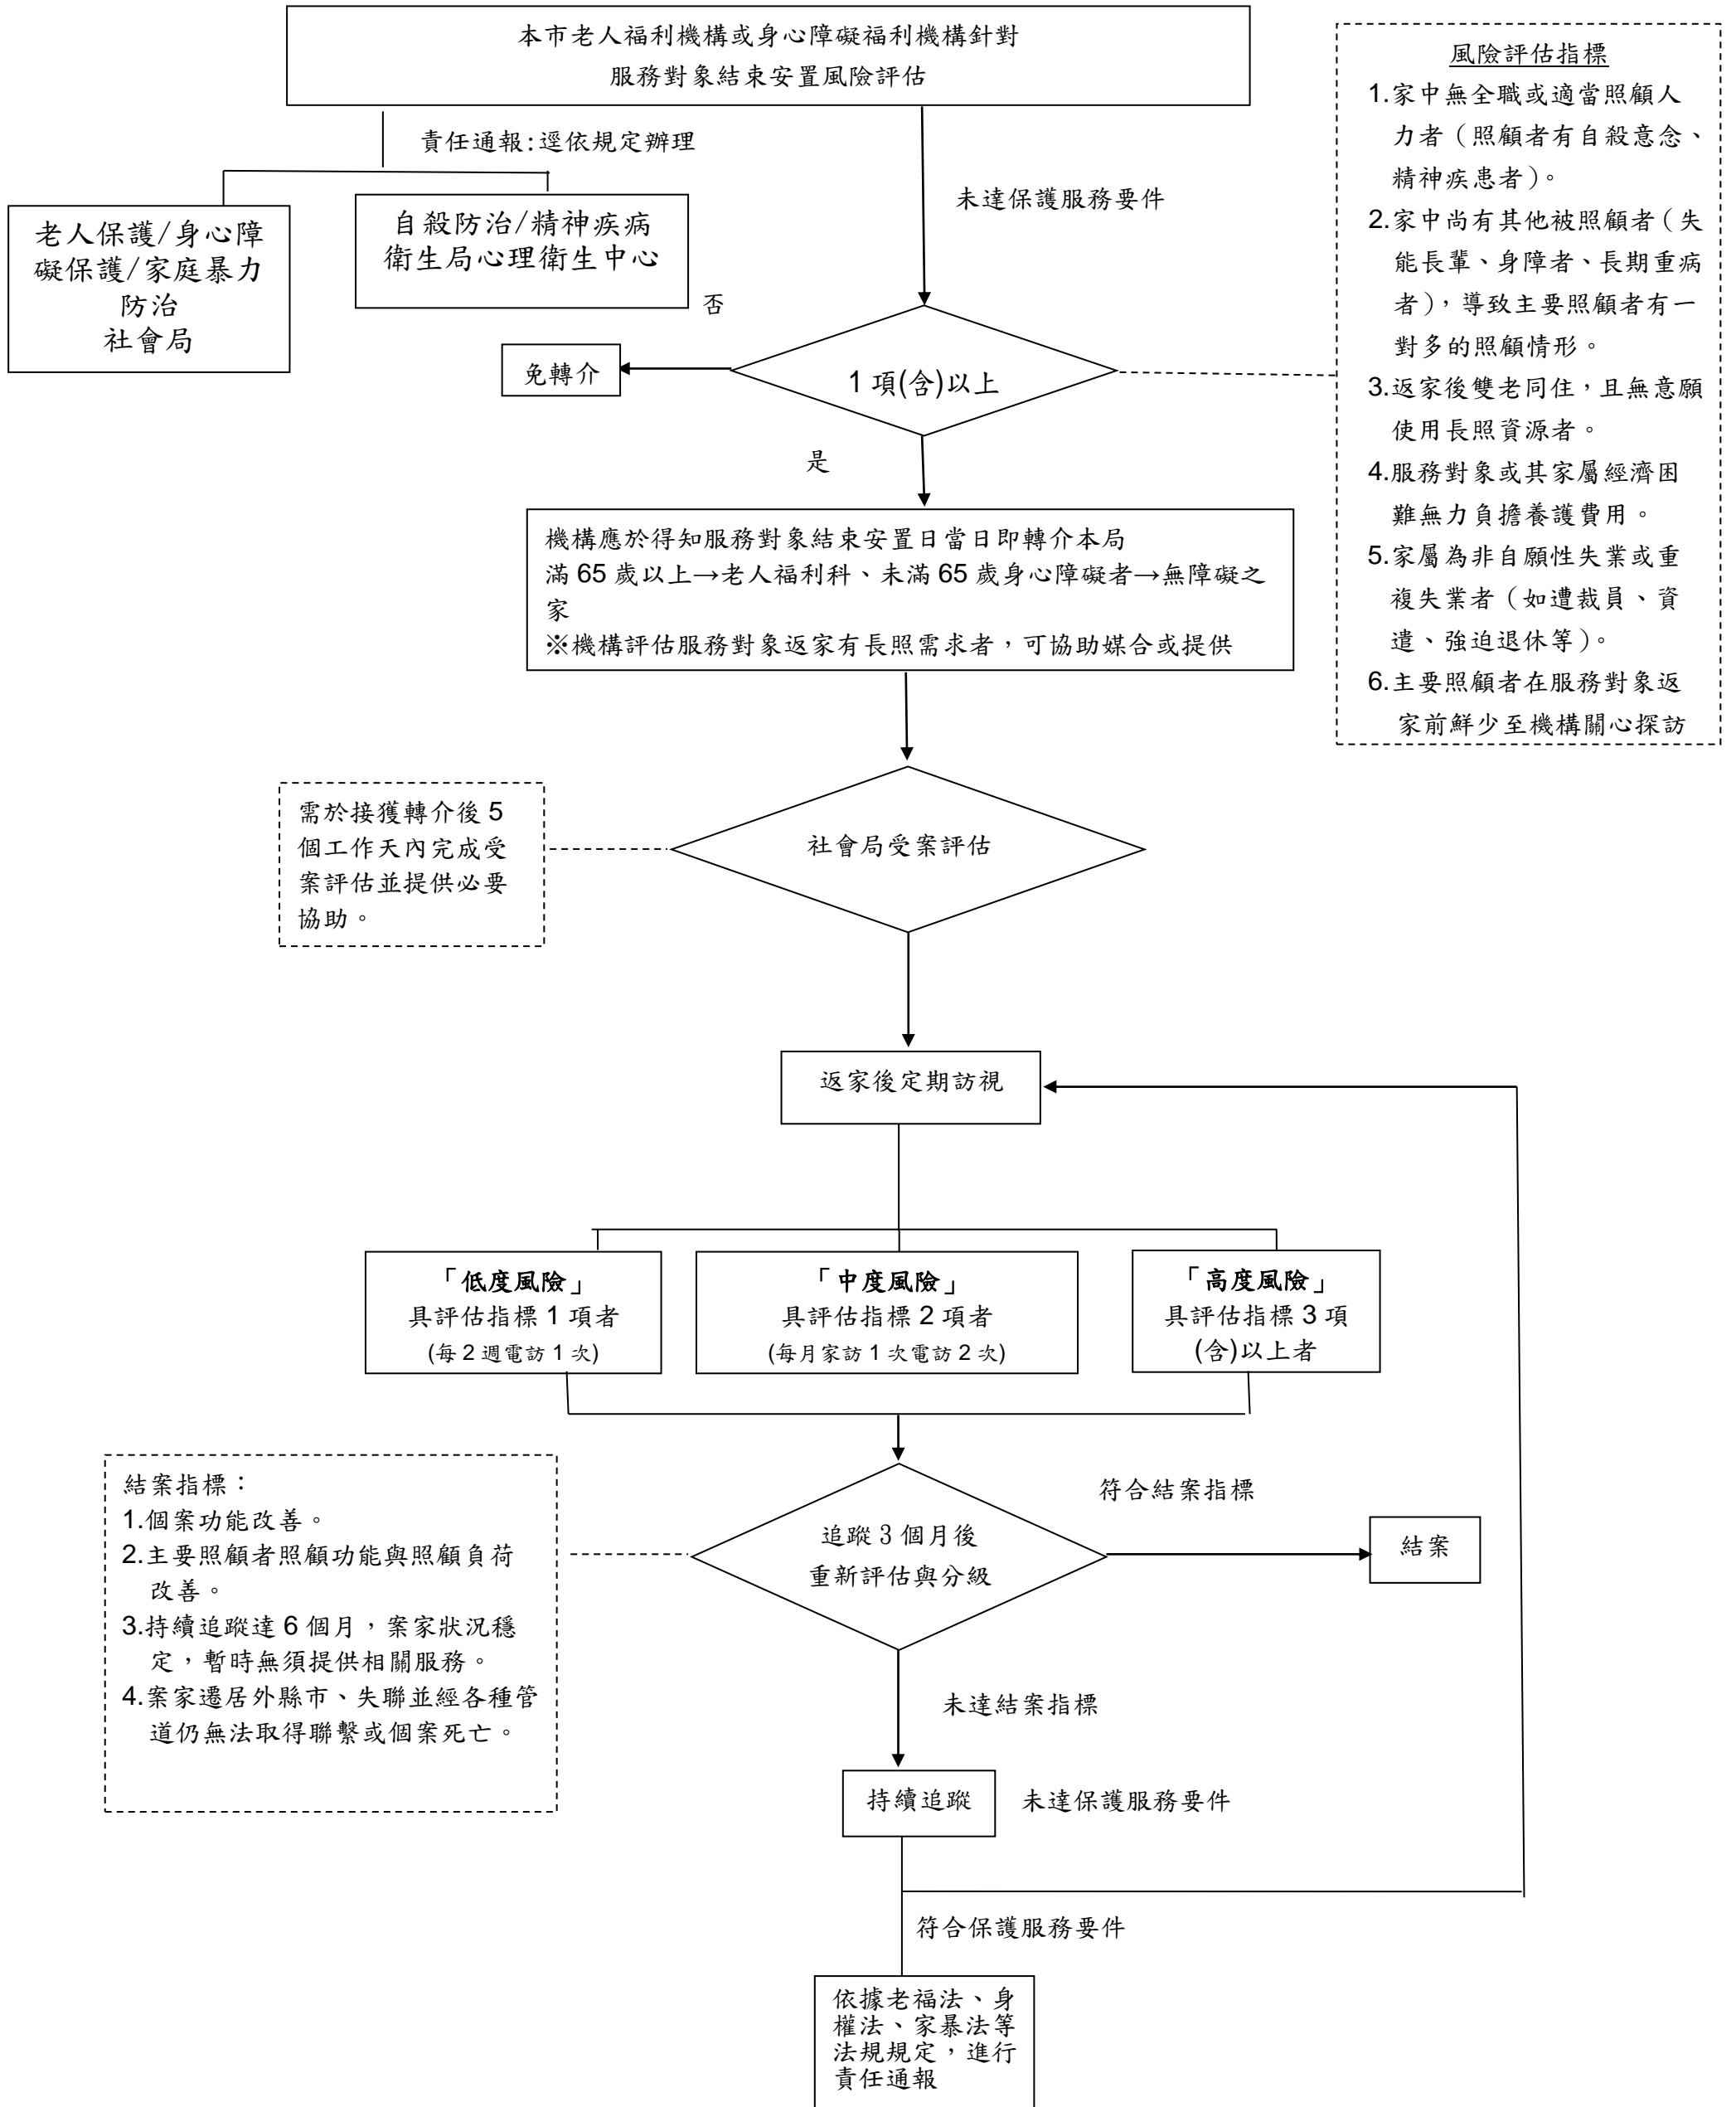 本市老人福利機構或身心障礙福利機構針對
服務對象結束安置風險評估
責任通報:逕依規定辦理
老人保護/身心障
礙保護/家庭暴力
防治
社會局
自殺防治/精神疾病
衛生局心理衛生中心
未達保護服務要件
否
免轉介
1 項(含)以上
是
風險評估指標
1.家中無全職或適當照顧人
力者（照顧者有自殺意念、
精神疾患者）。
2.家中尚有其他被照顧者（失
能長輩、身障者、長期重病
者），導致主要照顧者有一
對多的照顧情形。
3.返家後雙老同住，且無意願
使用長照資源者。
4.服務對象或其家屬經濟困
難無力負擔養護費用。
5.家屬為非自願性失業或重
複失業者（如遭裁員、資
遣、強迫退休等）。
6.主要照顧者在服務對象返
家前鮮少至機構關心探訪
機構應於得知服務對象結束安置日當日即轉介本局
滿 65 歲以上→老人福利科、未滿 65 歲身心障礙者→無障礙之
家
※機構評估服務對象返家有長照需求者，可協助媒合或提供
需於接獲轉介後 5
個工作天內完成受
案評估並提供必要
協助。
社會局受案評估
返家後定期訪視
「低度風險」
具評估指標 1 項者
(每 2 週電訪 1 次)
「中度風險」
具評估指標 2 項者
(每月家訪 1 次電訪 2 次)
「高度風險」
具評估指標 3 項
(含)以上者
結案指標：
1.個案功能改善。
2.主要照顧者照顧功能與照顧負荷
改善。
3.持續追蹤達 6 個月，案家狀況穩
定，暫時無須提供相關服務。
4.案家遷居外縣市、失聯並經各種管
道仍無法取得聯繫或個案死亡。
追蹤 3 個月後
重新評估與分級
符合結案指標
結案
未達結案指標
持續追蹤
未達保護服務要件
符合保護服務要件
依據老福法、身
權法、家暴法等
法規規定，進行
責任通報